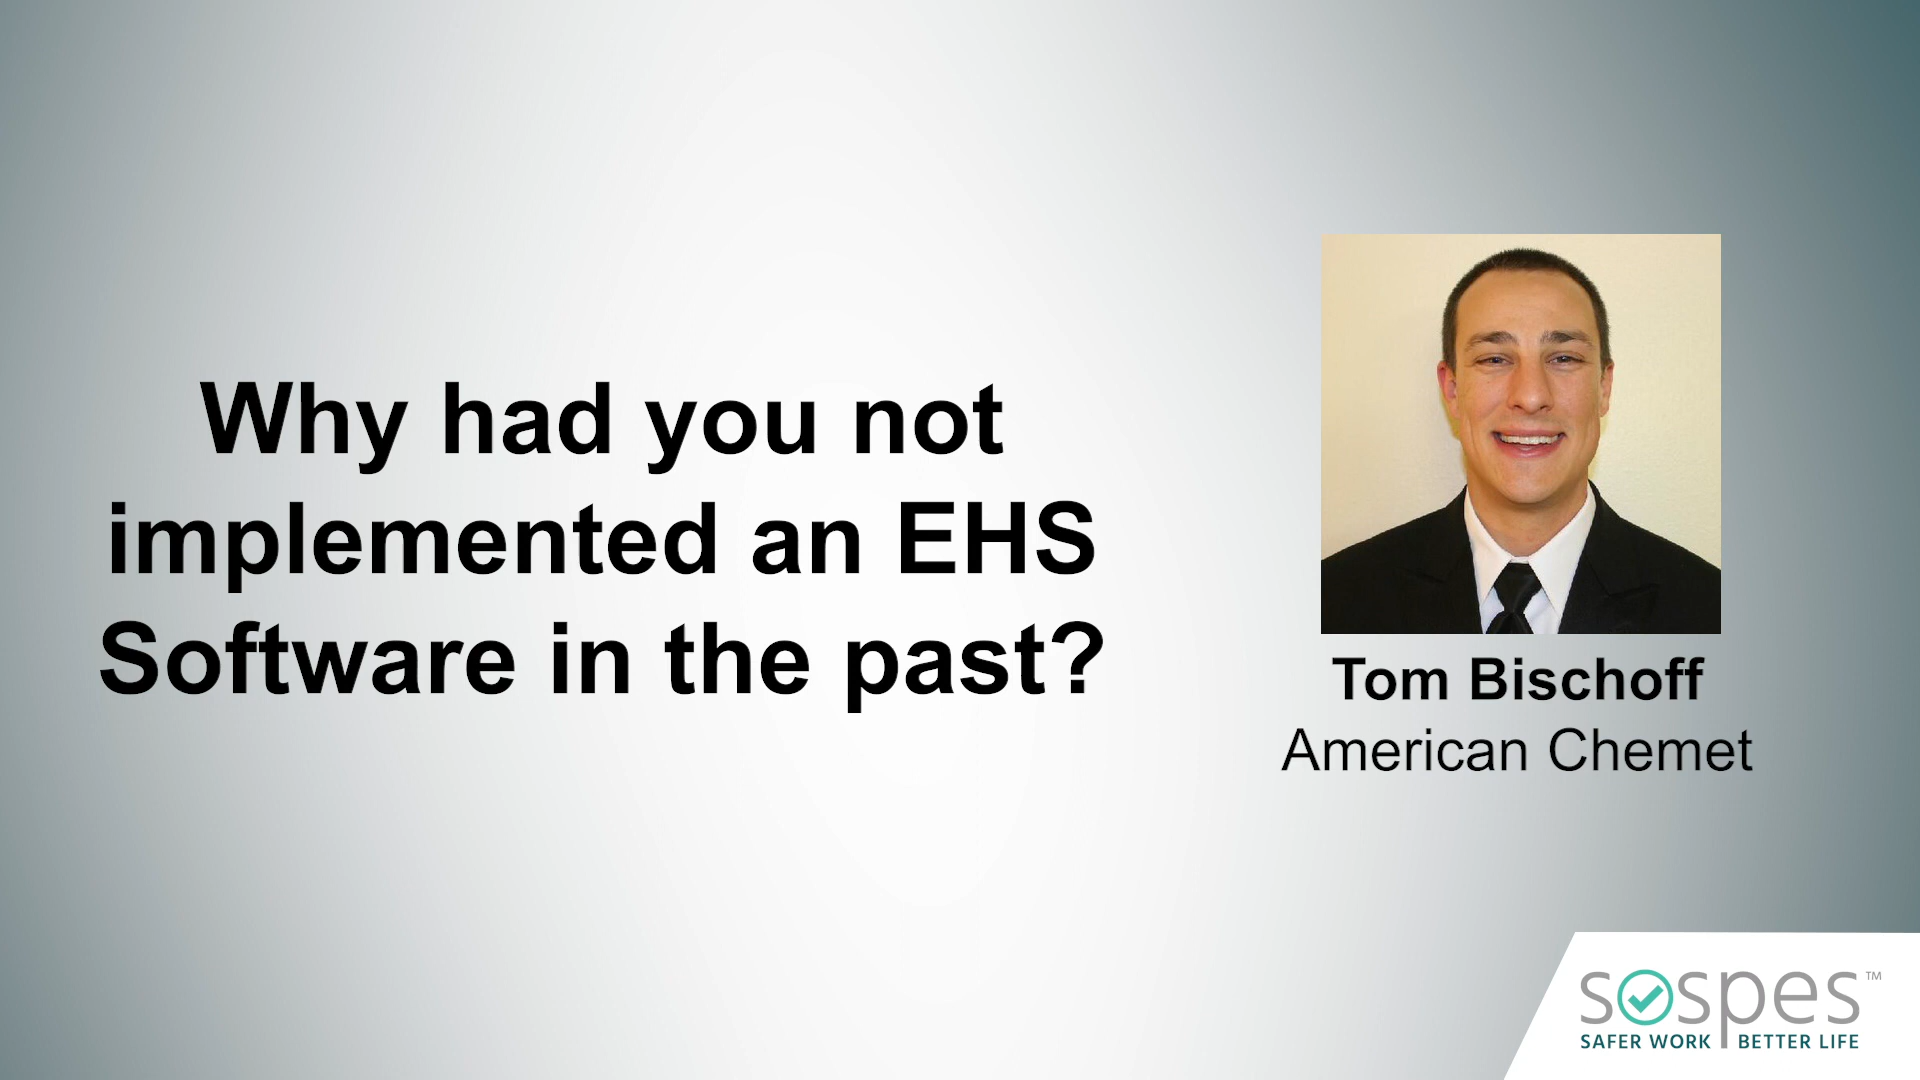 Why had you not
implemented an EHS
Software in the past?
Tom Bischoff
American Chemet
sospes™
SAFER WORK | BETTER LIFE